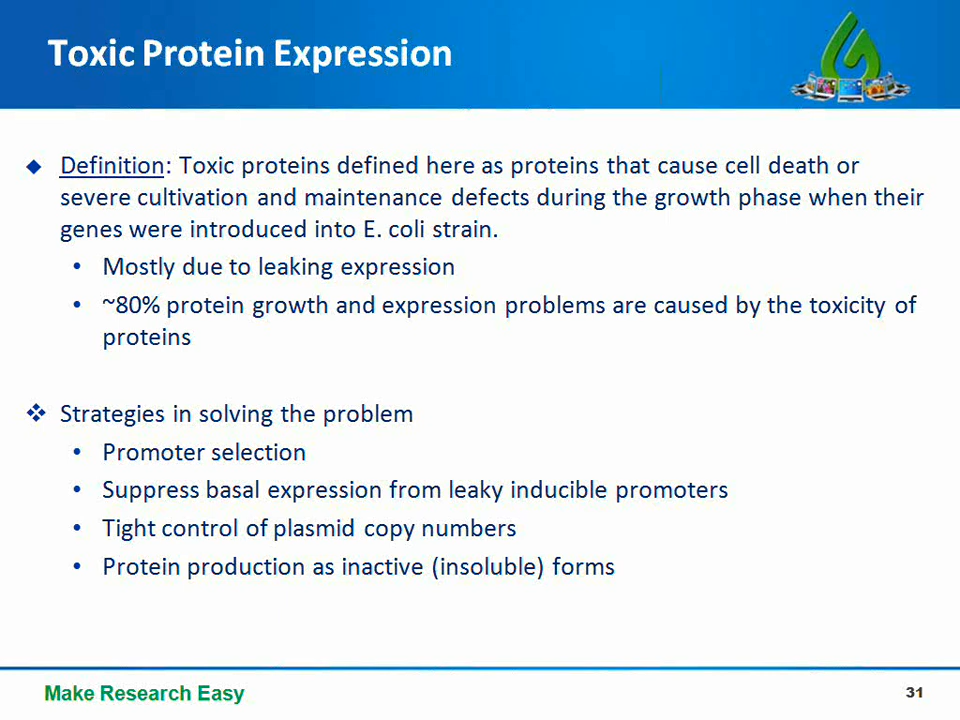 Toxic Protein Expression
Definition: Toxic proteins defined here as proteins that cause cell death or
severe cultivation and maintenance defects during the growth phase when their
genes were introduced into E. coli strain.
• Mostly due to leaking expression
• ~80% protein growth and expression problems are caused by the toxicity of
proteins
Strategies in solving the problem
• Promoter selection
• Suppress basal expression from leaky inducible promoters
• Tight control of plasmid copy numbers
• Protein production as inactive (insoluble) forms
Make Research Easy
31